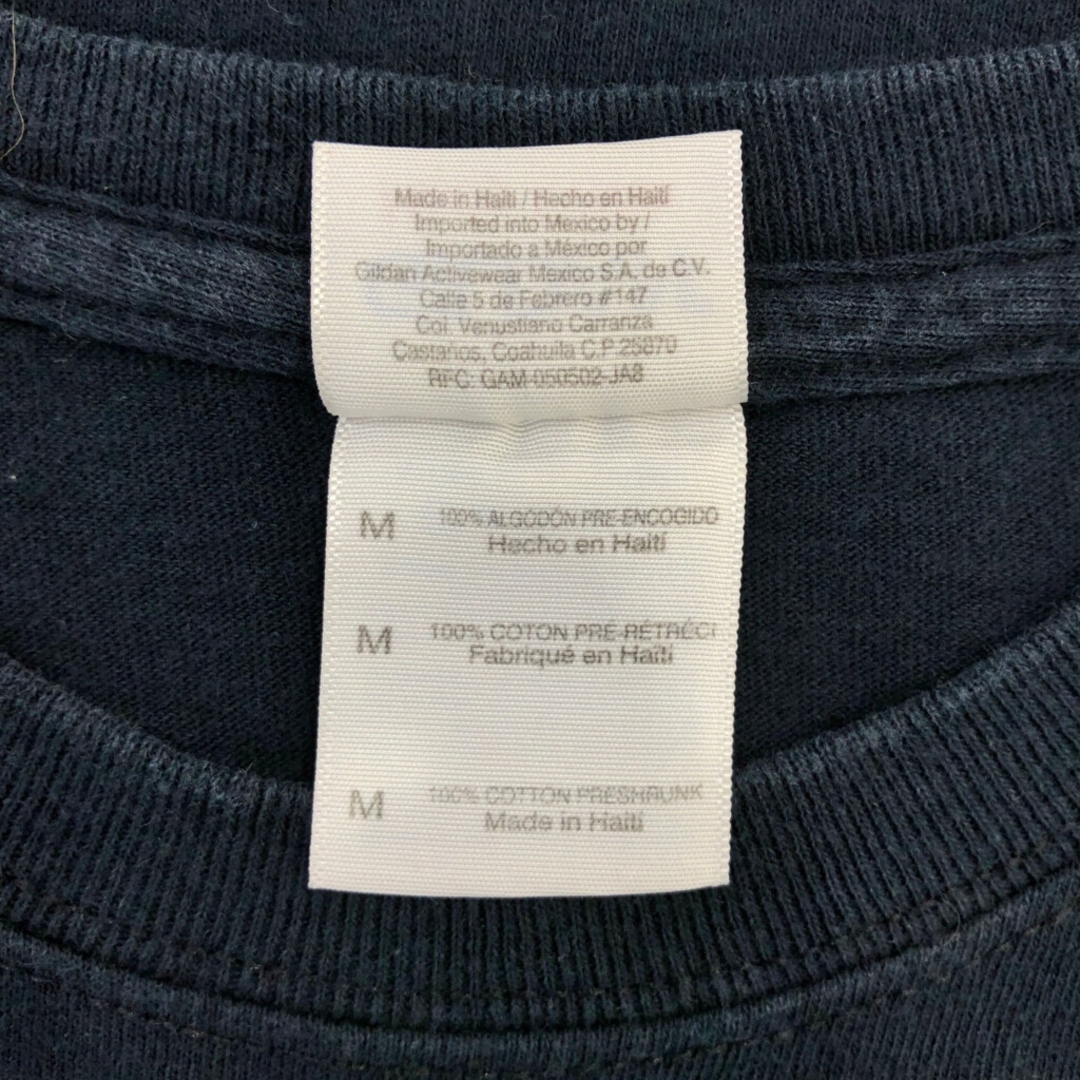 Made in Haiti / Hecho en Haití
Imported into Mexico by /
Importado a México por
Gildan Activewear Mexico S.A. de C.V.
Calle 5 de Febrero #147
Col. Venustiano Carranza
Castaños, Coahuila C.P. 25870
RFC: GAM-050502-JA8
M 100% ALGODÓN PRE-ENCOGIDO
Hecho en Haití
M 100% COTON PRÉ-RÉTRÉCI
Fabriqué en Haïti
M 100% COTTON PRESHRUNK
Made in Haiti